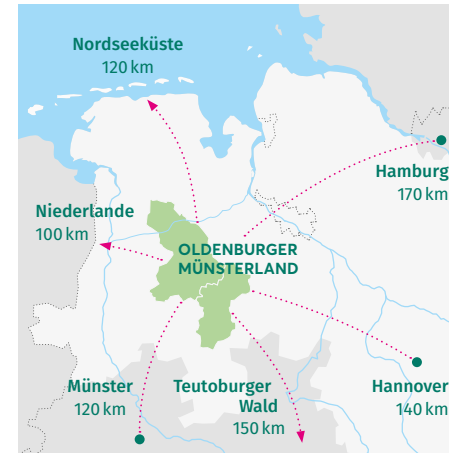 Nordseeküste
120 km
Hamburg
170 km
Niederlande
100 km
OLDENBURGER
MÜNSTERLAND
Münster
120 km
Teutoburger
Wald
150 km
Hannover
140 km